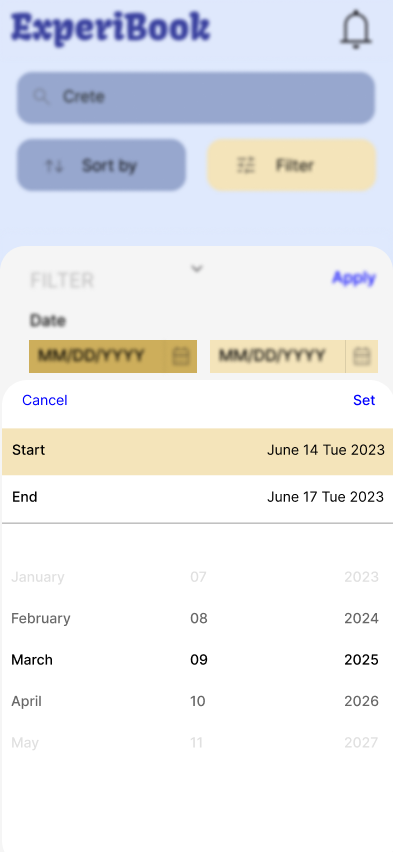 ExperiBook
Crete
Sort by
Filter
FILTER
Apply
Date
MM/DD/YYYY
MM/DD/YYYY
Cancel
Set
Start
June 14 Tue 2023
End
June 17 Tue 2023
January 07 2023
February 08 2024
March 09 2025
April 10 2026
May 11 2027